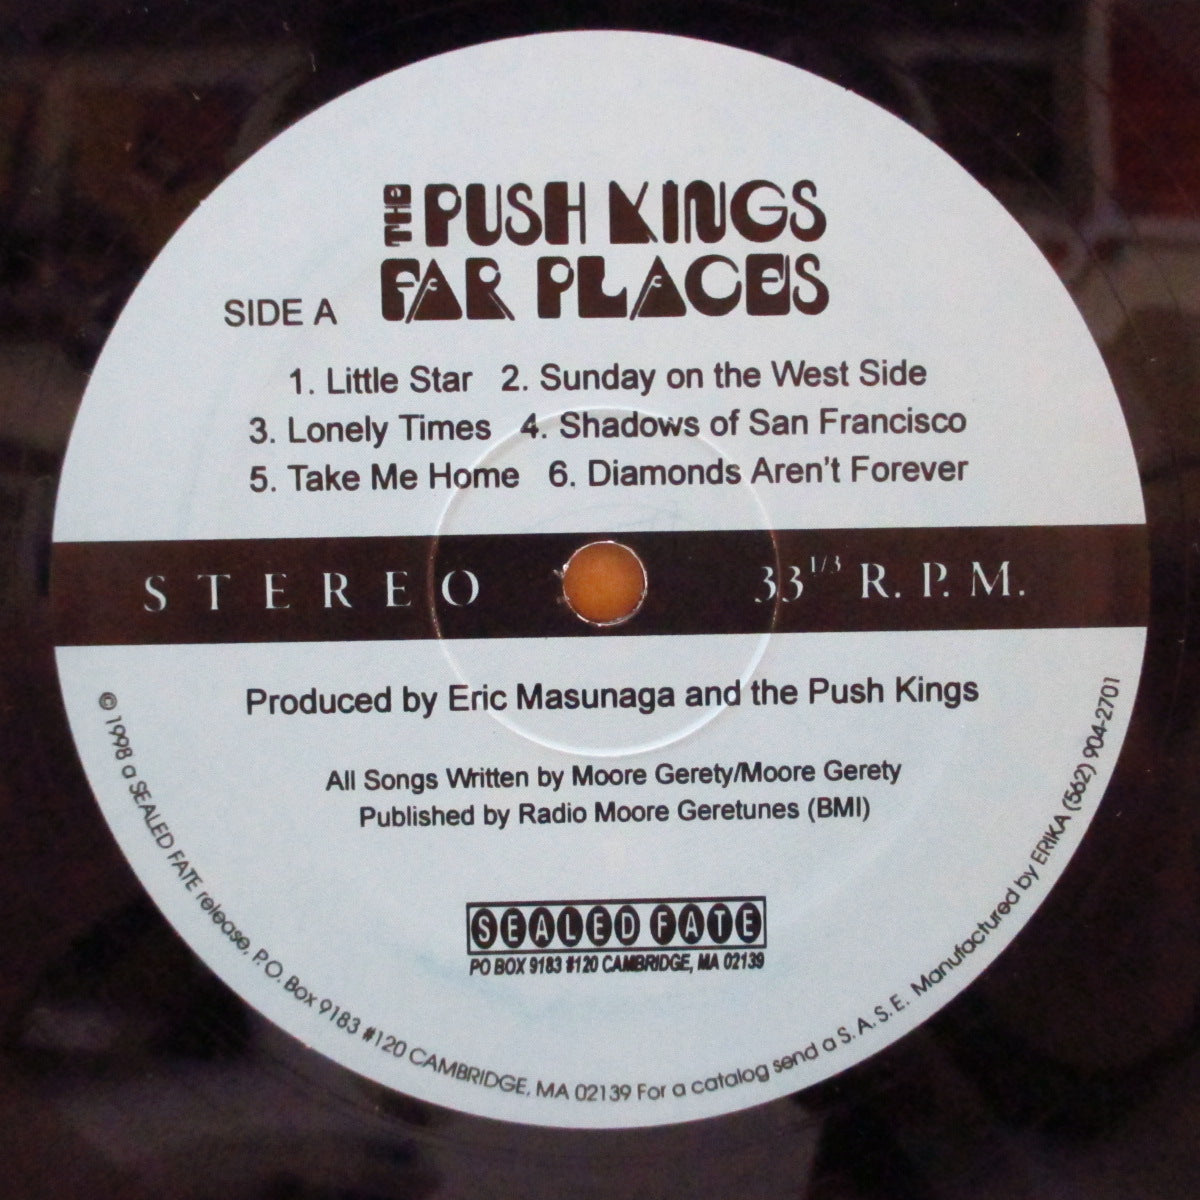 THE PUSH KINGS
FAR PLACES
SIDE A
1. Little Star 2. Sunday on the West Side
3. Lonely Times 4. Shadows of San Francisco
5. Take Me Home 6. Diamonds Aren't Forever
STEREO 33 1/3 R. P. M.
Produced by Eric Masunaga and the Push Kings
All Songs Written by Moore Gerety/Moore Gerety
Published by Radio Moore Geretunes (BMI)
SEALED FATE
PO BOX 9183 #120 CAMBRIDGE, MA 02139
© 1998 a SEALED FATE release, P.O. Box 9183 #120 CAMBRIDGE, MA 02139 For a catalog send a S. A. S. E. Manufactured by ERIKA (562) 904-2701